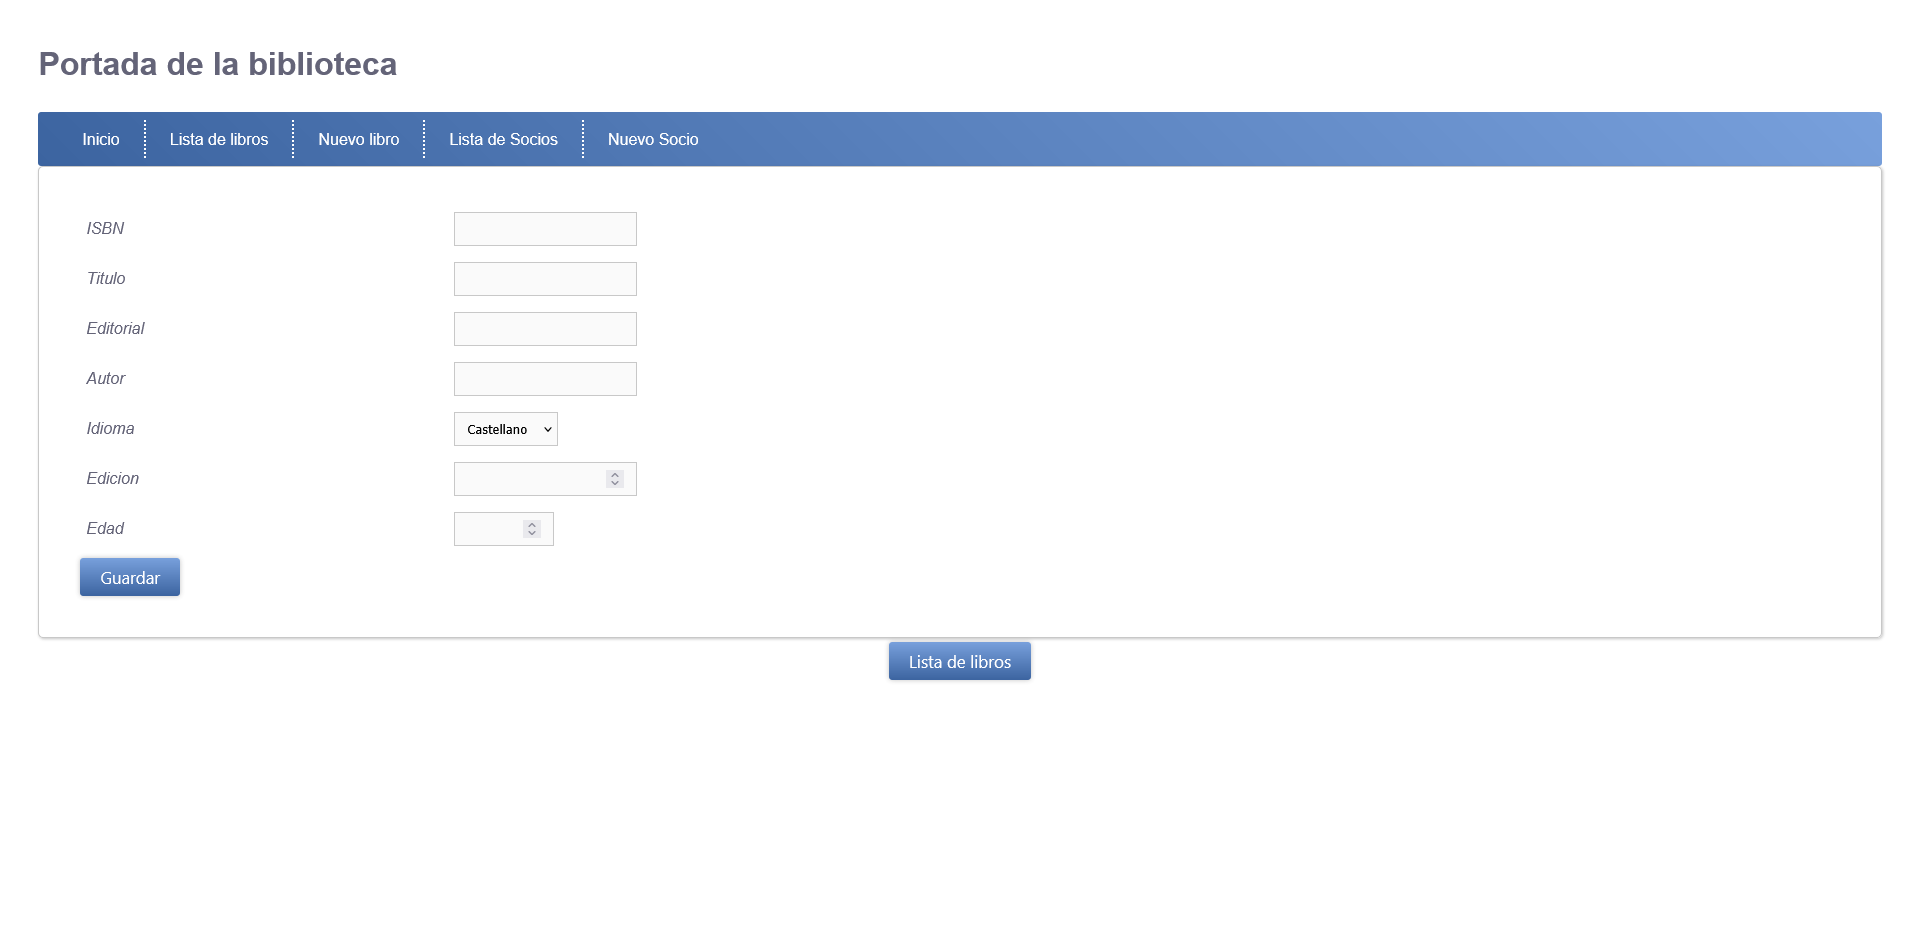 Portada de la biblioteca
Inicio Lista de libros Nuevo libro Lista de Socios Nuevo Socio
ISBN
Titulo
Editorial
Autor
Idioma Castellano
Edicion
Edad
Guardar
Lista de libros